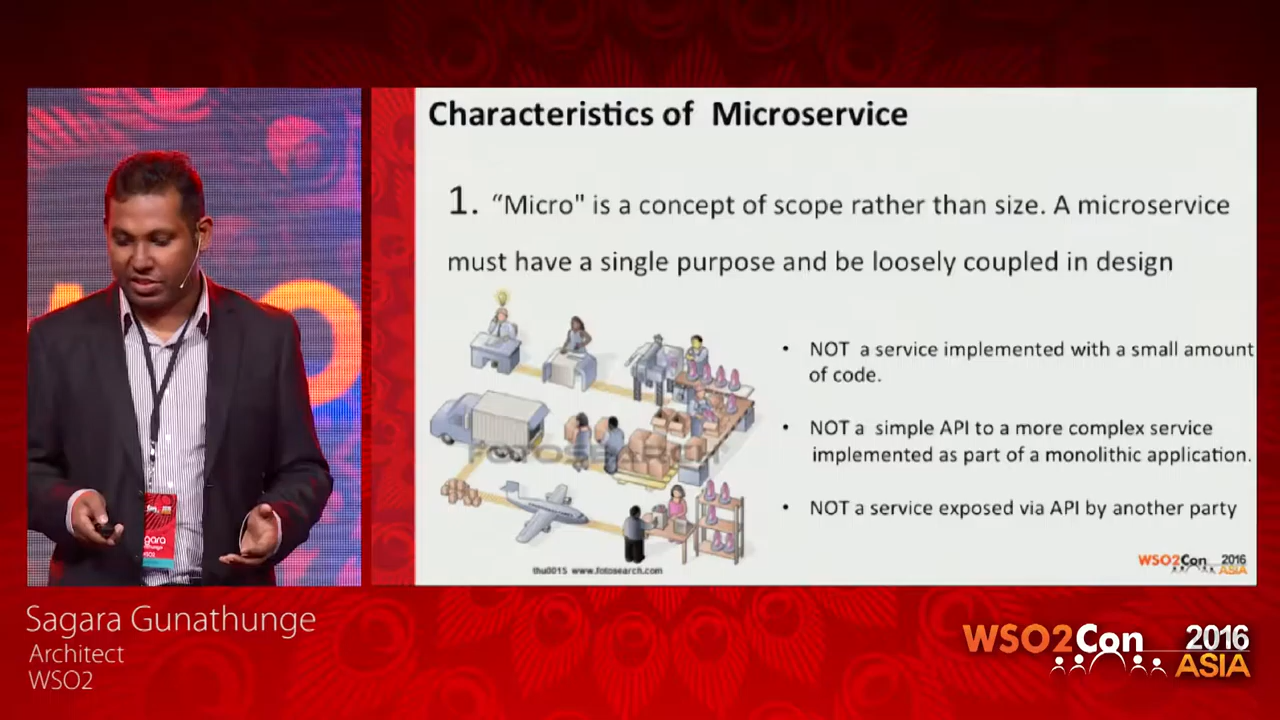 Characteristics of Microservice
1. “Micro" is a concept of scope rather than size. A microservice
must have a single purpose and be loosely coupled in design
• NOT a service implemented with a small amount
of code.
• NOT a simple API to a more complex service
implemented as part of a monolithic application.
• NOT a service exposed via API by another party
FOTOSEARCH
thu0015 www.fotosearch.com
WSO2Con 2016
ASIA
Sagara Gunathunge
Architect
WSO2
WSO2Con 2016
ASIA